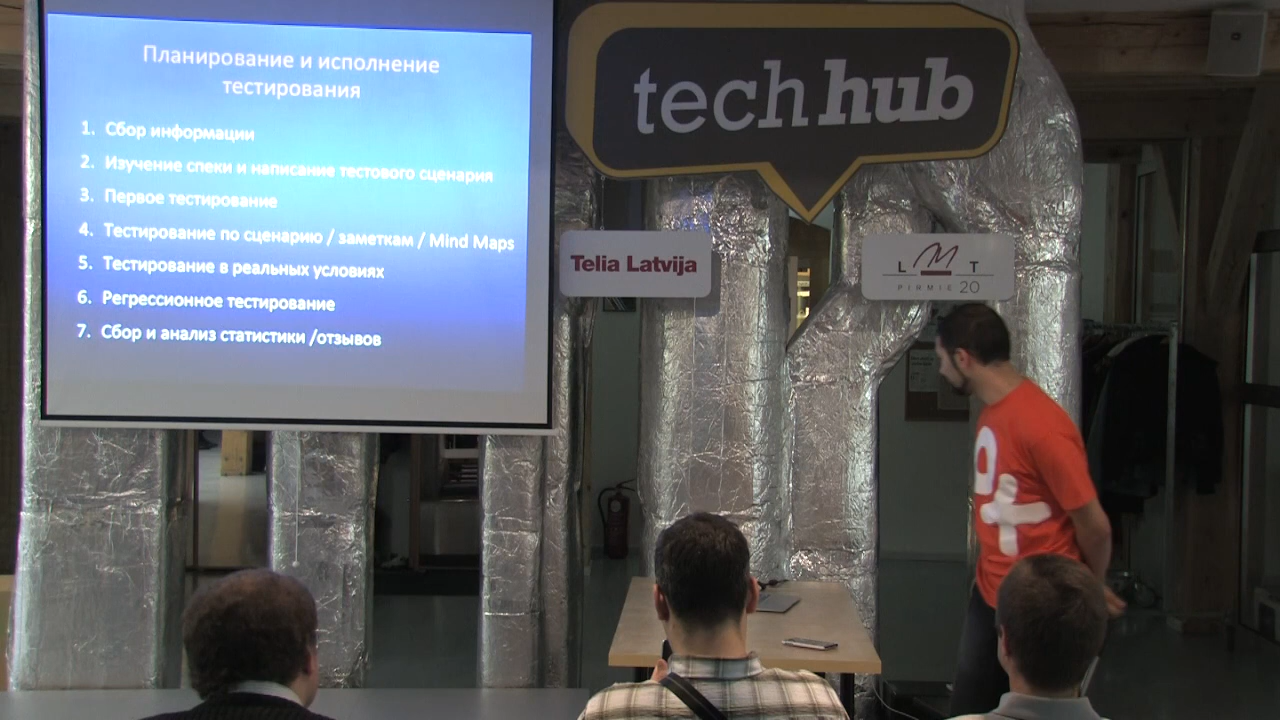 Планирование и исполнение
тестирования
1. Сбор информации
2. Изучение спеки и написание тестового сценария
3. Первое тестирование
4. Тестирование по сценарию / заметкам / Mind Maps
5. Тестирование в реальных условиях
6. Регрессионное тестирование
7. Сбор и анализ статистики /отзывов
techhub
Telia Latvija
LMT
PIRMIE 20